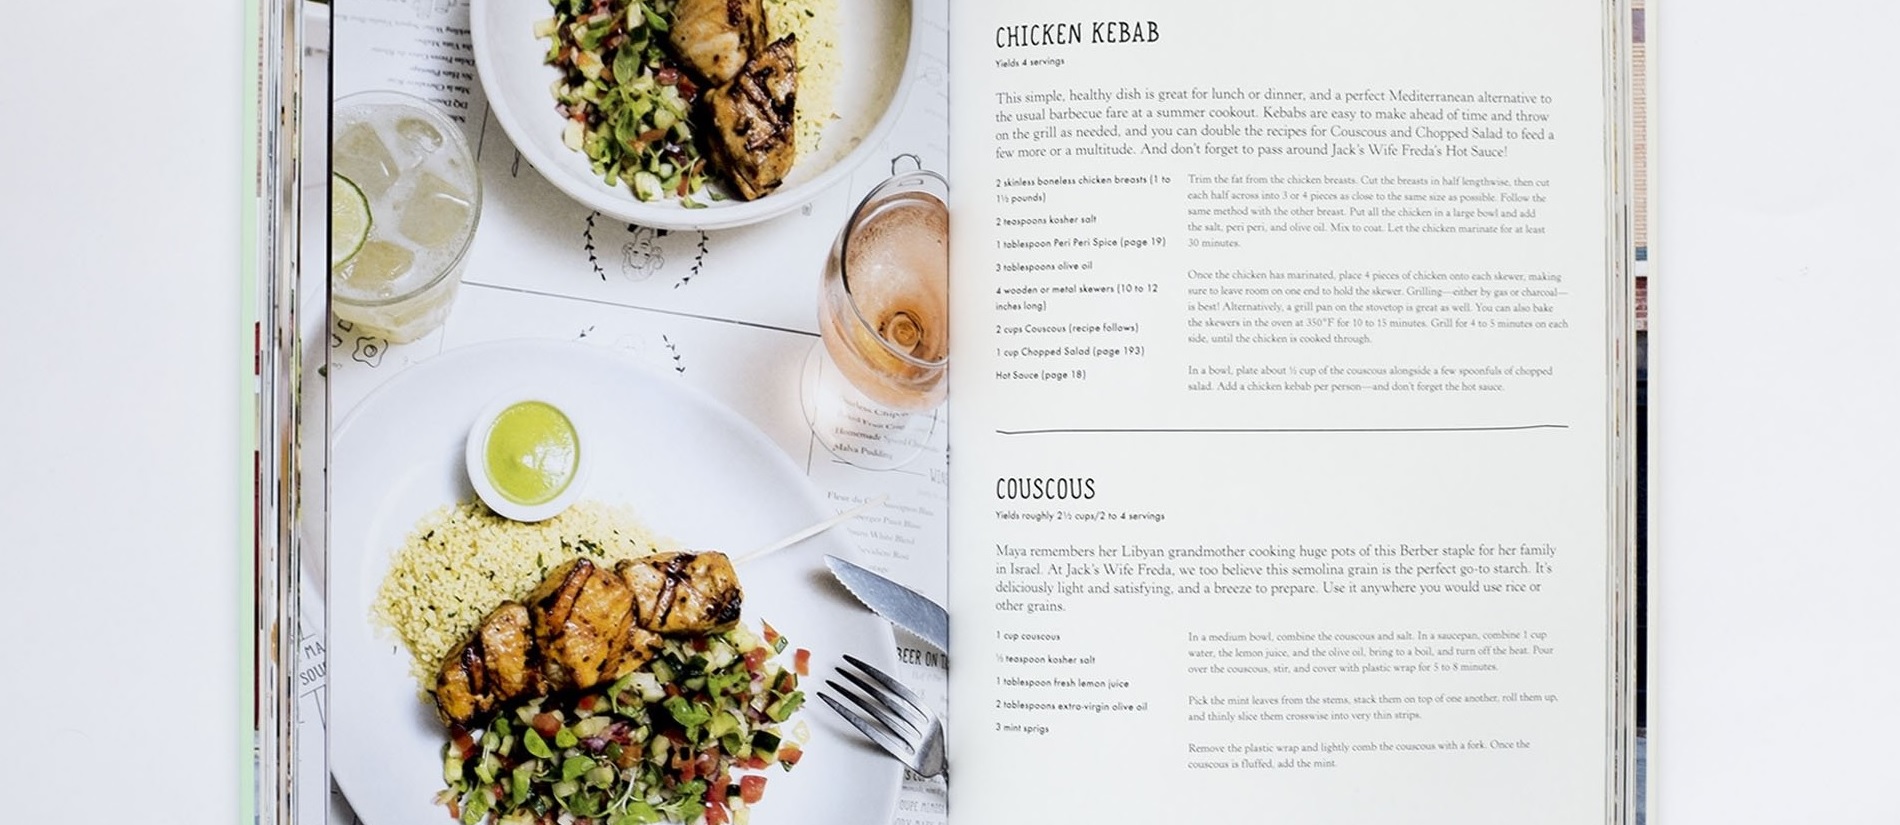 CHICKEN KEBAB
Yields 4 servings
This simple, healthy dish is great for lunch or dinner, and a perfect Mediterranean alternative to
the usual barbecue fare at a summer cookout. Kebabs are easy to make ahead of time and throw
on the grill as needed, and you can double the recipes for Couscous and Chopped Salad to feed a
few more or a multitude. And don't forget to pass around Jack's Wife Freda's Hot Sauce!
2 skinless boneless chicken breasts (1 to
1½ pounds)
2 teaspoons kosher salt
1 tablespoon Peri Peri Spice (page 19)
3 tablespoons olive oil
4 wooden or metal skewers (10 to 12
inches long)
2 cups Couscous (recipe follows)
1 cup Chopped Salad (page 193)
Hot Sauce (page 18)
Trim the fat from the chicken breasts. Cut the breasts in half lengthwise, then cut
each half across into 3 or 4 pieces as close to the same size as possible. Follow the
same method with the other breast. Put all the chicken in a large bowl and add
the salt, peri peri, and olive oil. Mix to coat. Let the chicken marinate for at least
30 minutes.
Once the chicken has marinated, place 4 pieces of chicken onto each skewer, making
sure to leave room on one end to hold the skewer. Grilling—either by gas or charcoal—
is best! Alternatively, a grill pan on the stovetop is great as well. You can also bake
the skewers in the oven at 350°F for 10 to 15 minutes. Grill for 4 to 5 minutes on each
side, until the chicken is cooked through.
In a bowl, plate about ½ cup of the couscous alongside a few spoonfuls of chopped
salad. Add a chicken kebab per person—and don't forget the hot sauce.
COUSCOUS
Yields roughly 2½ cups/2 to 4 servings
Maya remembers her Libyan grandmother cooking huge pots of this Berber staple for her family
in Israel. At Jack's Wife Freda, we too believe this semolina grain is the perfect go-to starch. It's
deliciously light and satisfying, and a breeze to prepare. Use it anywhere you would use rice or
other grains.
1 cup couscous
½ teaspoon kosher salt
1 tablespoon fresh lemon juice
2 tablespoons extra-virgin olive oil
3 mint sprigs
In a medium bowl, combine the couscous and salt. In a saucepan, combine 1 cup
water, the lemon juice, and the olive oil, bring to a boil, and turn off the heat. Pour
over the couscous, stir, and cover with plastic wrap for 5 to 8 minutes.
Pick the mint leaves from the stems, stack them on top of one another, roll them up,
and thinly slice them crosswise into very thin strips.
Remove the plastic wrap and lightly comb the couscous with a fork. Once the
couscous is fluffed, add the mint.
Homemade
Malva Pudding
BEER ON